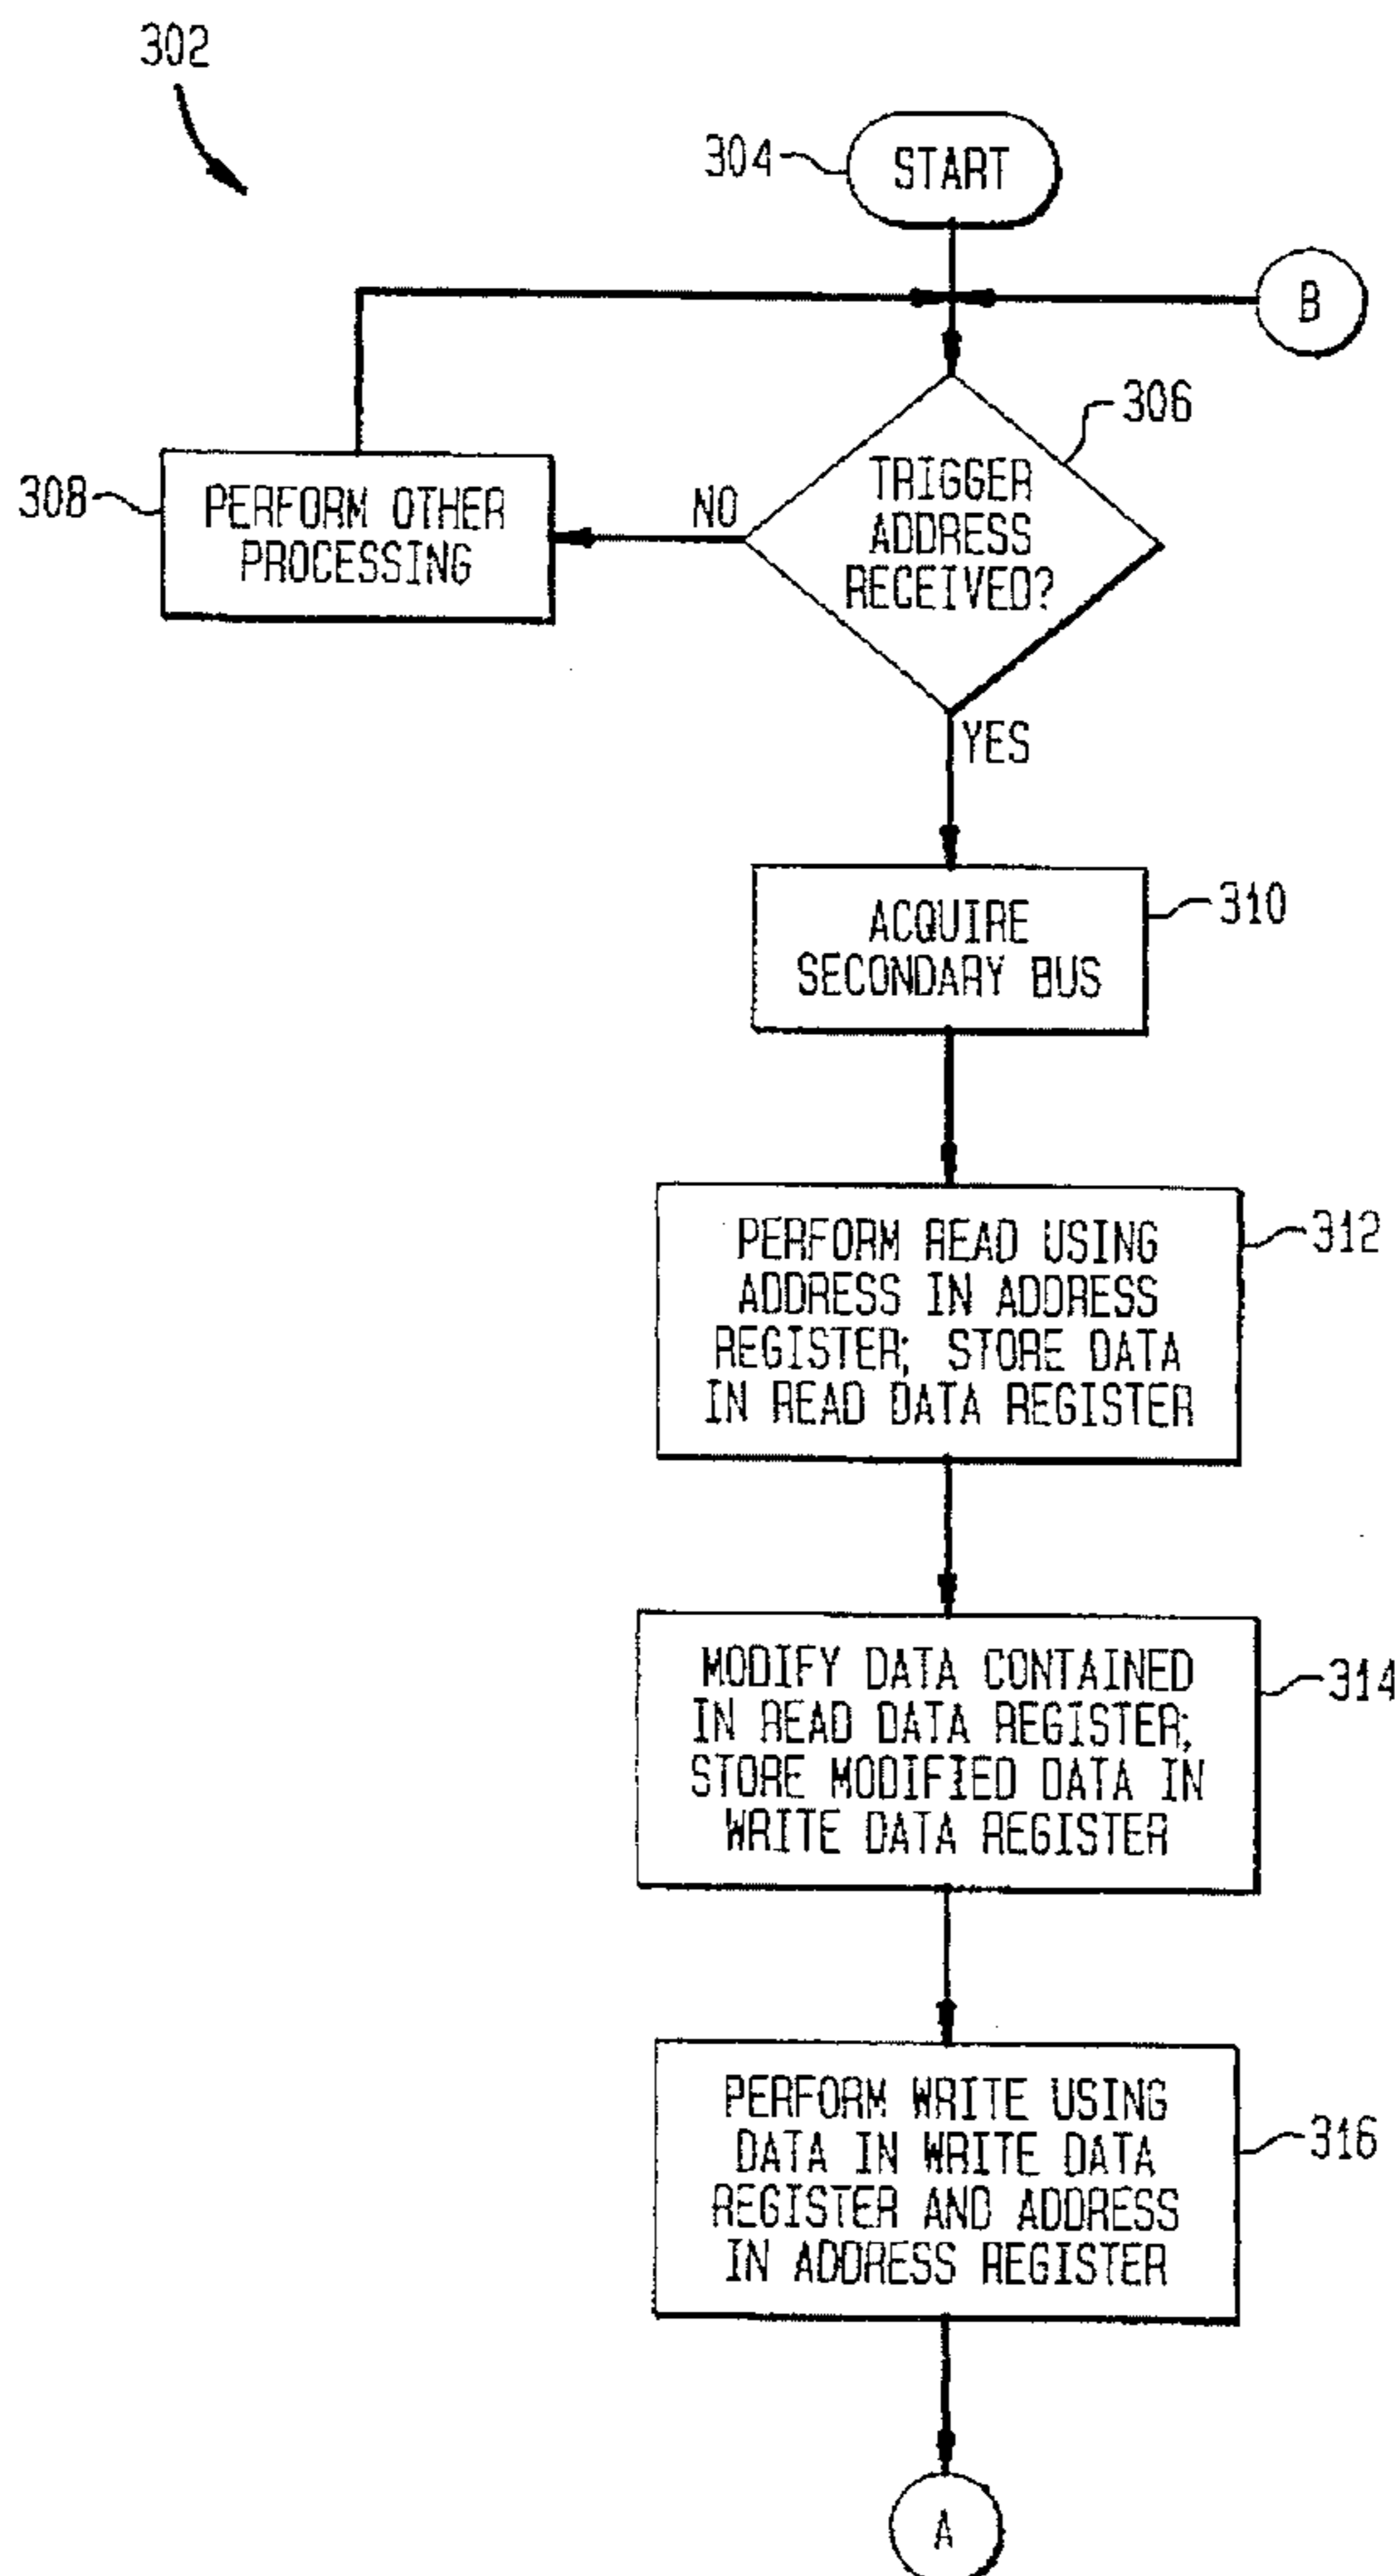 302
304
START
B
306
TRIGGER
ADDRESS
RECEIVED?
NO
308
PERFORM OTHER
PROCESSING
YES
310
ACQUIRE
SECONDARY BUS
312
PERFORM READ USING
ADDRESS IN ADDRESS
REGISTER; STORE DATA
IN READ DATA REGISTER
314
MODIFY DATA CONTAINED
IN READ DATA REGISTER;
STORE MODIFIED DATA IN
WRITE DATA REGISTER
316
PERFORM WRITE USING
DATA IN WRITE DATA
REGISTER AND ADDRESS
IN ADDRESS REGISTER
A